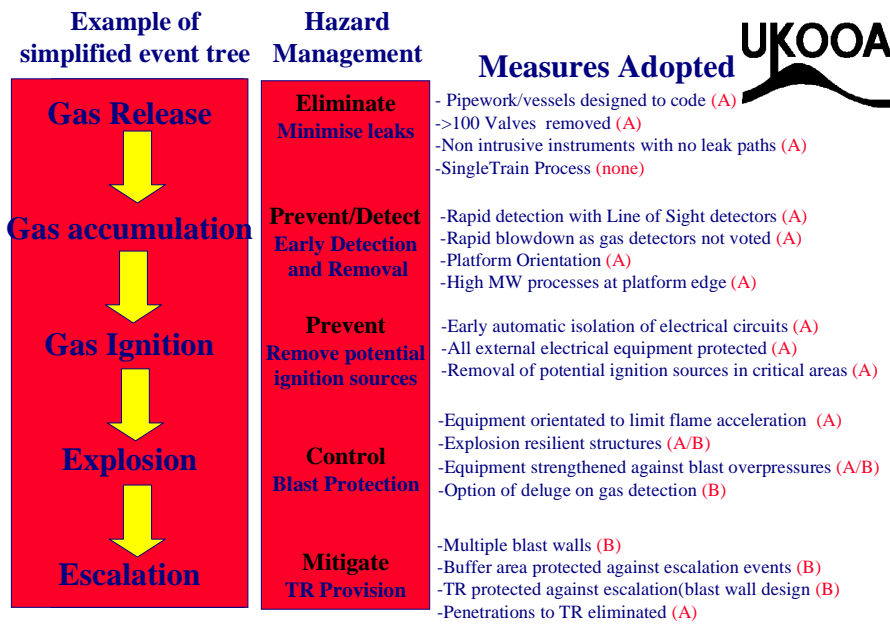 Example of
simplified event tree
Hazard
Management
Measures Adopted
UKOOA
Gas Release
Eliminate
Minimise leaks
- Pipework/vessels designed to code (A)
->100 Valves removed (A)
-Non intrusive instruments with no leak paths (A)
-SingleTrain Process (none)
Gas accumulation
Prevent/Detect
Early Detection
and Removal
-Rapid detection with Line of Sight detectors (A)
-Rapid blowdown as gas detectors not voted (A)
-Platform Orientation (A)
-High MW processes at platform edge (A)
Gas Ignition
Prevent
Remove potential
ignition sources
-Early automatic isolation of electrical circuits (A)
-All external electrical equipment protected (A)
-Removal of potential ignition sources in critical areas (A)
Explosion
Control
Blast Protection
-Equipment orientated to limit flame acceleration (A)
-Explosion resilient structures (A/B)
-Equipment strengthened against blast overpressures (A/B)
-Option of deluge on gas detection (B)
Escalation
Mitigate
TR Provision
-Multiple blast walls (B)
-Buffer area protected against escalation events (B)
-TR protected against escalation(blast wall design (B)
-Penetrations to TR eliminated (A)